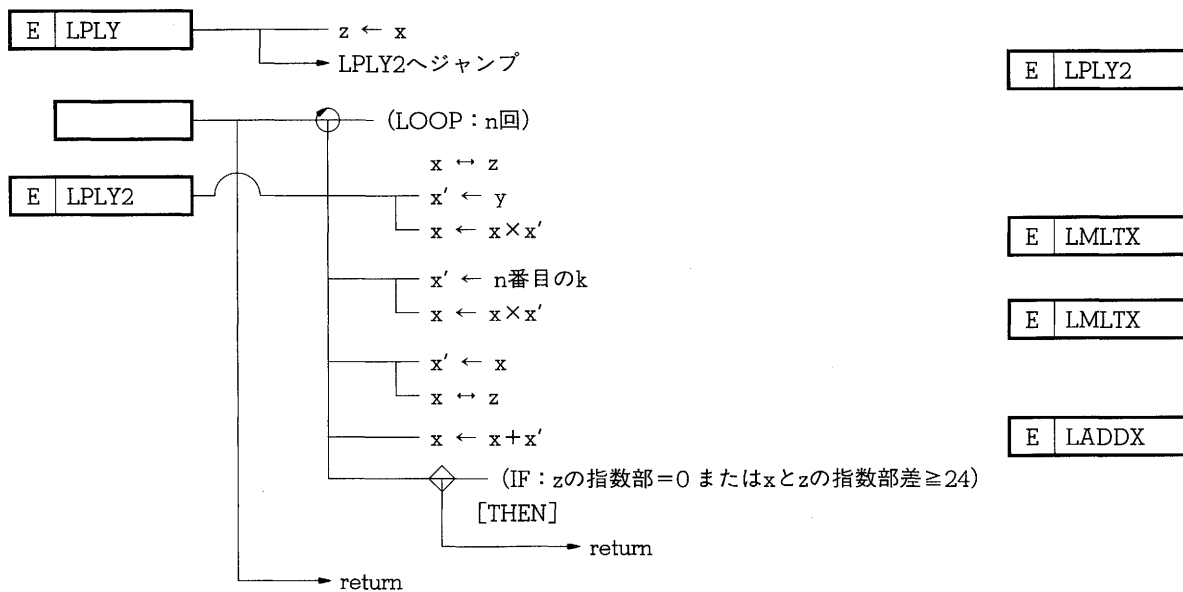 E LPLY
z ← x
LPLY2へジャンプ
E LPLY2
(LOOP:n回)
x ↔ z
E LPLY2
x′ ← y
x ← x×x′
E LMLTX
x′ ← n番目のk
x ← x×x′
E LMLTX
x′ ← x
x ↔ z
x ← x+x′
E LADDX
(IF:zの指数部=0 またはxとzの指数部差≧24)
[THEN]
return
return